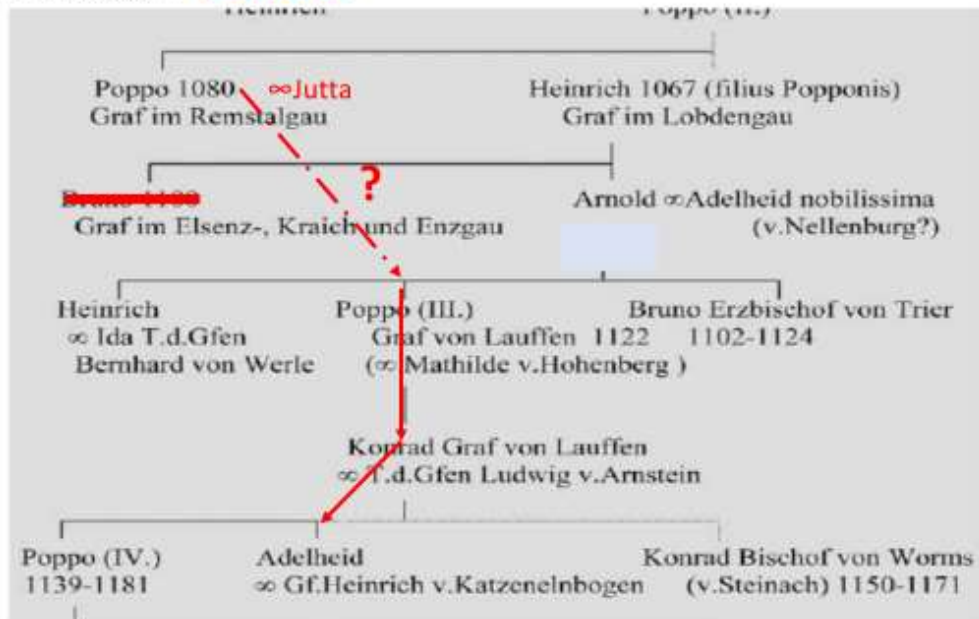 Heinrich Poppo (II.)
Poppo 1080 ∞Jutta Heinrich 1067 (filius Popponis)
Graf im Remstalgau Graf im Lobdengau
?
Arnold ∞Adelheid nobilissima
Graf im Elsenz-, Kraich und Enzgau (v.Nellenburg?)
Heinrich Poppo (III.) Bruno Erzbischof von Trier
∞ Ida T.d.Gfen Graf von Lauffen 1122 1102-1124
Bernhard von Werle (∞ Mathilde v.Hohenberg )
Konrad Graf von Lauffen
∞ T.d.Gfen Ludwig v.Arnstein
Poppo (IV.) Adelheid Konrad Bischof von Worms
1139-1181 ∞ Gf.Heinrich v.Katzenelnbogen (v.Steinach) 1150-1171